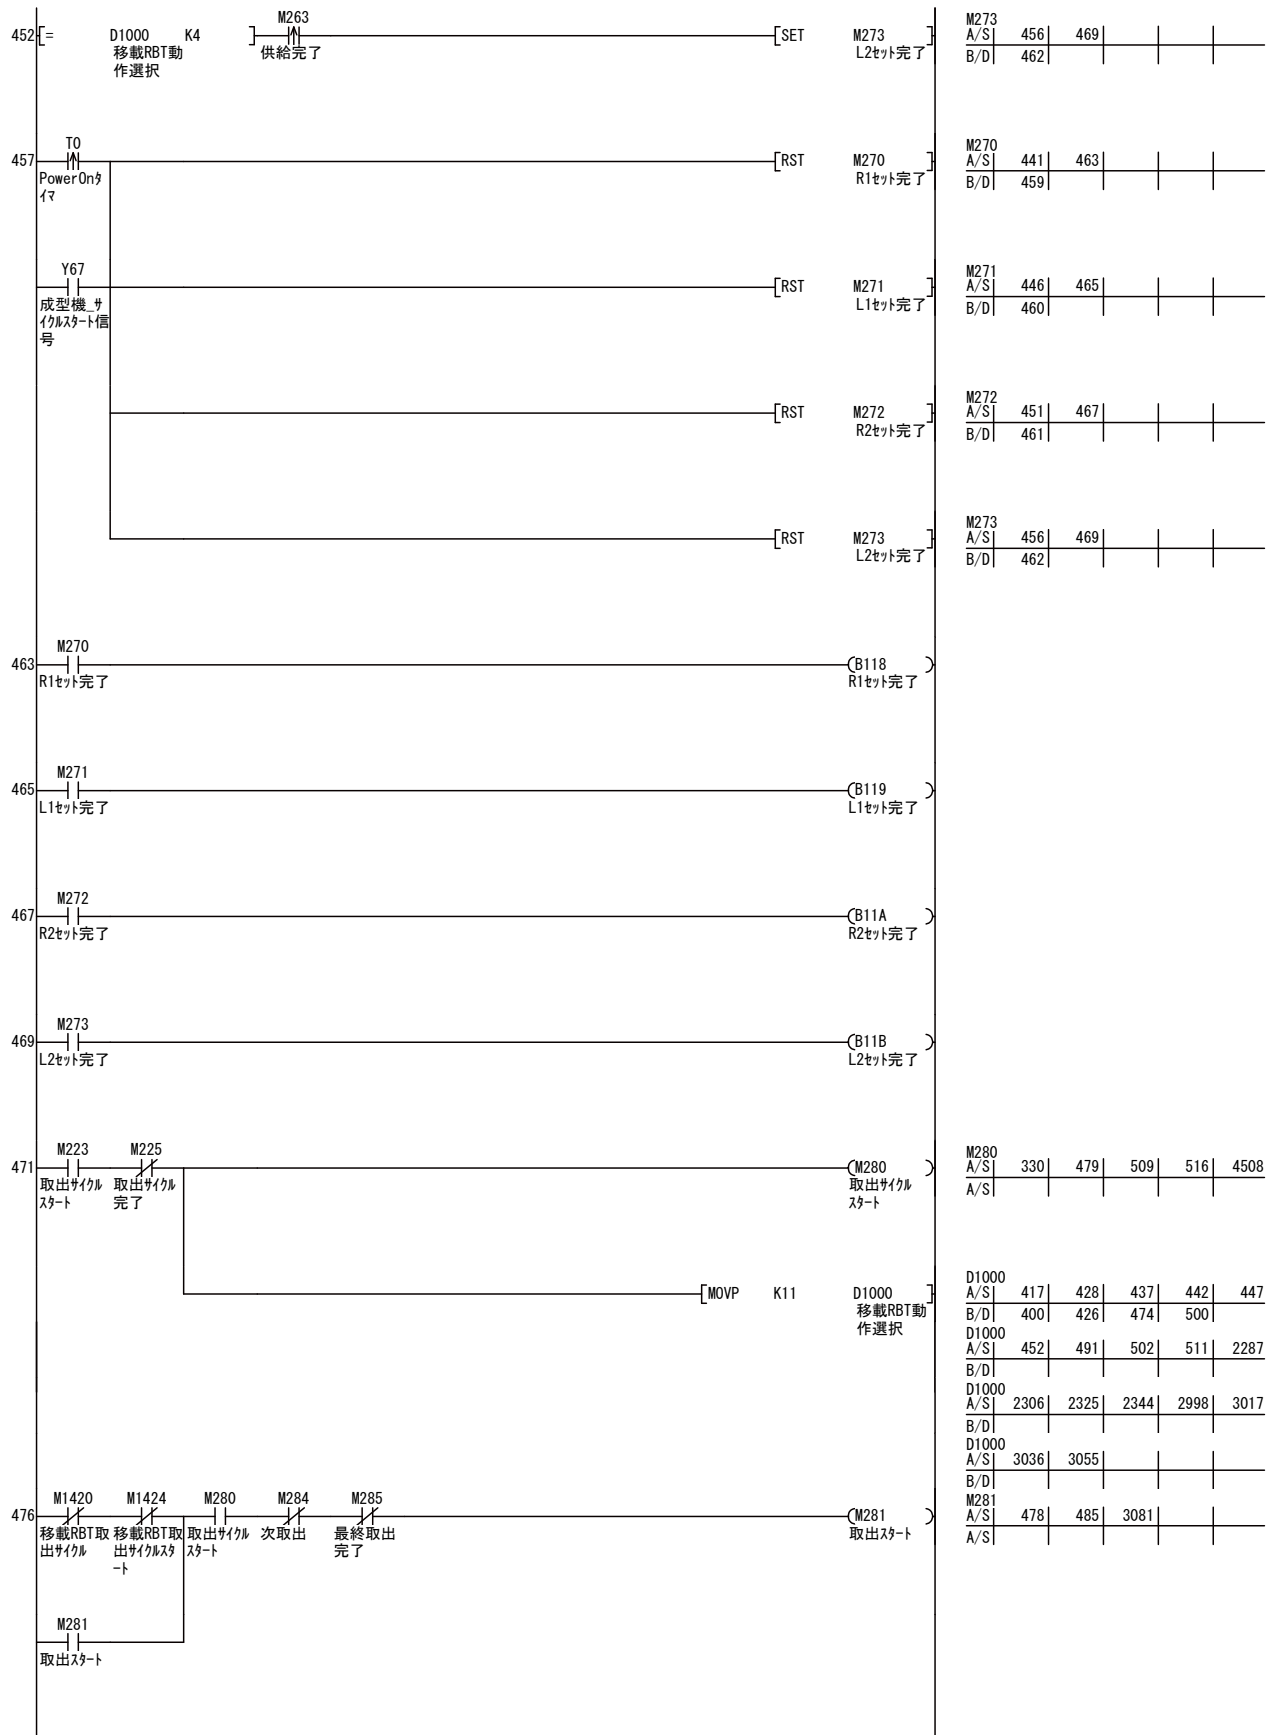 M263
M273
452 [= D1000 K4 ] [SET M273 ] A/S 456 469
移載RBT動 供給完了 L2ｾｯﾄ完了 B/D 462
作選択
T0 M270
457 [RST M270 ] A/S 441 463
PowerOnﾀ R1ｾｯﾄ完了 B/D 459
ｲﾏ
Y67 M271
[RST M271 ] A/S 446 465
成型機_ｻ L1ｾｯﾄ完了 B/D 460
ｲｸﾙｽﾀｰﾄ信
号
M272
[RST M272 ] A/S 451 467
R2ｾｯﾄ完了 B/D 461
M273
[RST M273 ] A/S 456 469
L2ｾｯﾄ完了 B/D 462
M270
463 (B118 )
R1ｾｯﾄ完了 R1ｾｯﾄ完了
M271
465 (B119 )
L1ｾｯﾄ完了 L1ｾｯﾄ完了
M272
467 (B11A )
R2ｾｯﾄ完了 R2ｾｯﾄ完了
M273
469 (B11B )
L2ｾｯﾄ完了 L2ｾｯﾄ完了
M223 M225 M280
471 (M280 ) A/S 330 479 509 516 4508
取出ｻｲｸﾙ 取出ｻｲｸﾙ 取出ｻｲｸﾙ A/S
ｽﾀｰﾄ 完了 ｽﾀｰﾄ
D1000
[MOVP K11 D1000 ] A/S 417 428 437 442 447
移載RBT動 B/D 400 426 474 500
作選択 D1000
A/S 452 491 502 511 2287
B/D
D1000
A/S 2306 2325 2344 2998 3017
B/D
D1000
A/S 3036 3055
B/D
M1420 M1424 M280 M284 M285 M281
476 (M281 ) A/S 478 485 3081
移載RBT取 移載RBT取 取出ｻｲｸﾙ 次取出 最終取出 取出ｽﾀｰﾄ A/S
出ｻｲｸﾙ 出ｻｲｸﾙｽﾀ ｽﾀｰﾄ 完了
ｰﾄ
M281
取出ｽﾀｰﾄ